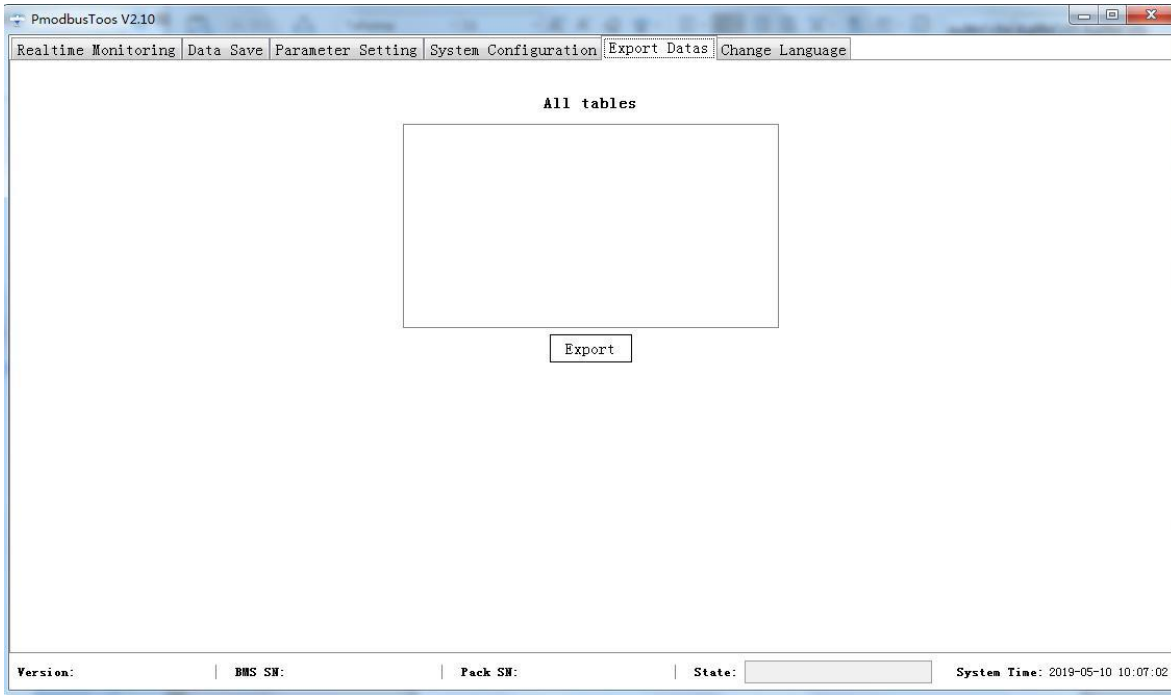 PmodbusToos V2.10
Realtime Monitoring Data Save Parameter Setting System Configuration Export Datas Change Language
All tables
Export
Version: BMS SN: Pack SN: State: System Time: 2019-05-10 10:07:02